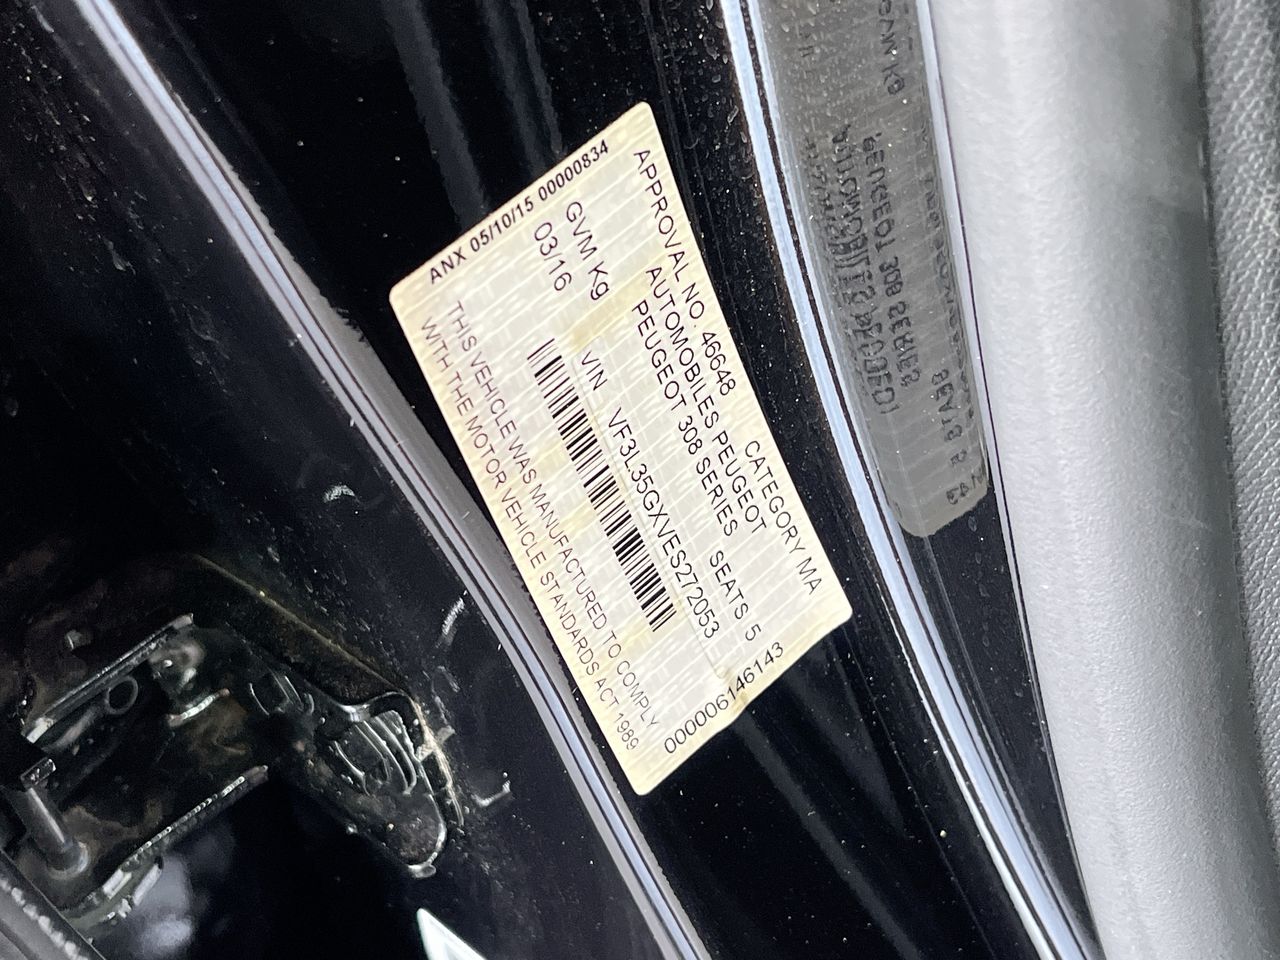 APPROVAL NO. 46648 CATEGORY MA
AUTOMOBILES PEUGEOT
PEUGEOT 308 SERIES SEATS 5
GVM Kg VIN VF3L35GXVES272053
03/16
THIS VEHICLE WAS MANUFACTURED TO COMPLY
WITH THE MOTOR VEHICLE STANDARDS ACT 1989
ANX 05/10/15 00000834
000006146143